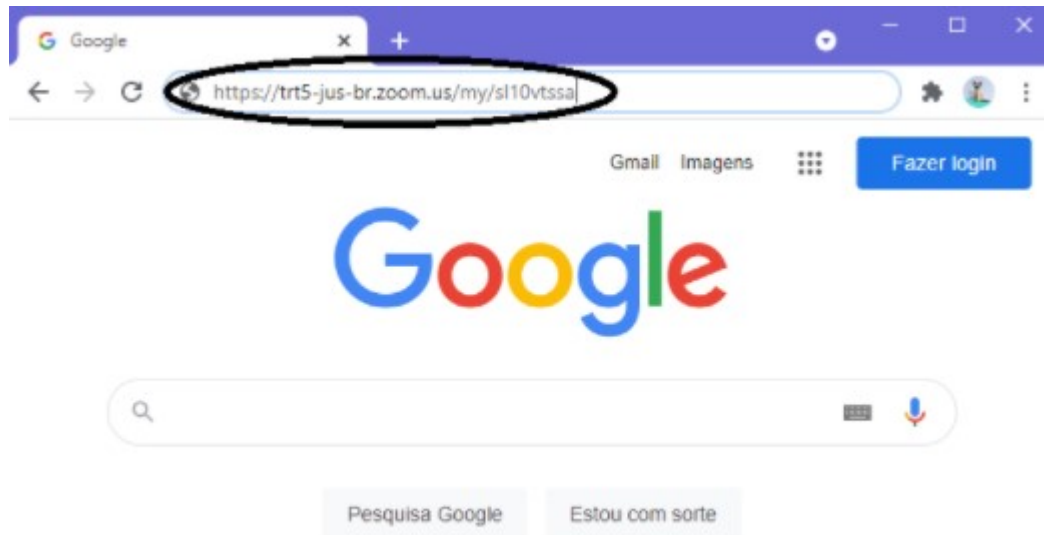 Google
https://trt5-jus-br.zoom.us/my/sl10vtssa
Gmail Imagens
Fazer login
Google
Pesquisa Google
Estou com sorte